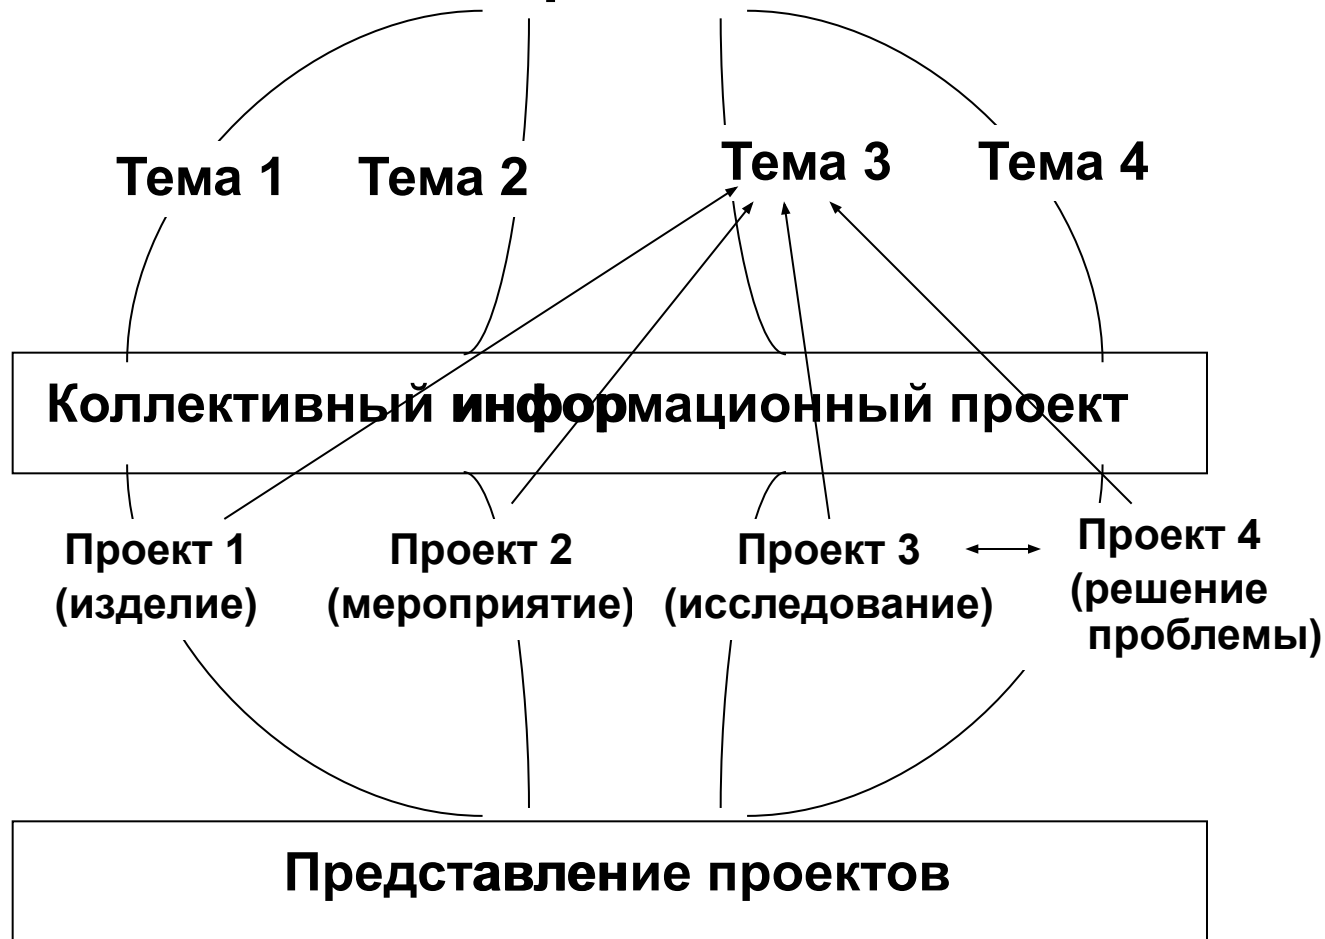 Тема 1 Тема 2 Тема 3 Тема 4
Коллективный информационный проект
Проект 1 Проект 2 Проект 3 Проект 4
(изделие) (мероприятие) (исследование) (решение
проблемы)
Представление проектов